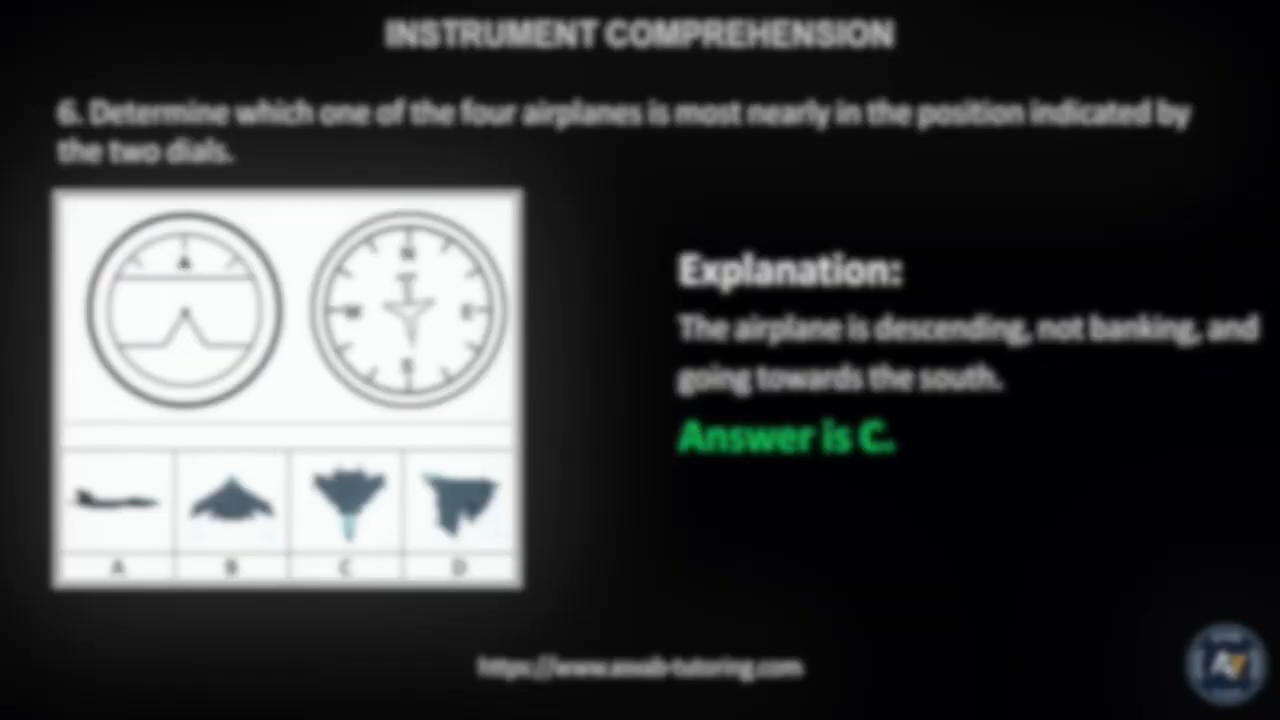 INSTRUMENT COMPREHENSION
6. Determine which one of the four airplanes is most nearly in the position indicated by
the two dials.
N
W E
S
Explanation:
The airplane is descending, not banking, and
going towards the south.
Answer is C.
A B C D